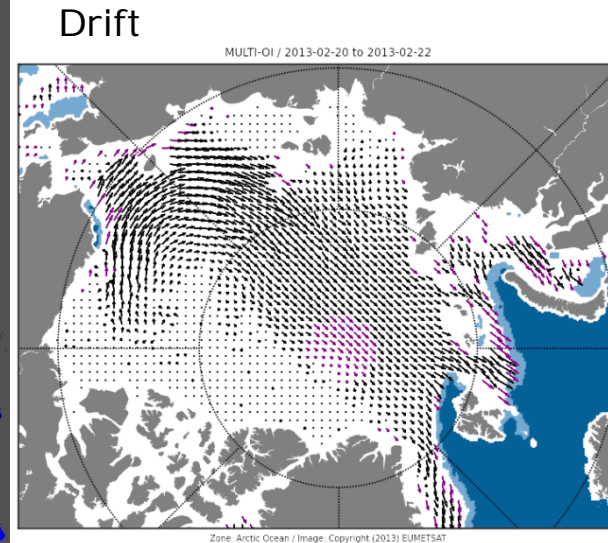 Drift
MULTI-OI / 2013-02-20 to 2013-02-22
Zone: Arctic Ocean / Image: Copyright (2013) EUMETSAT